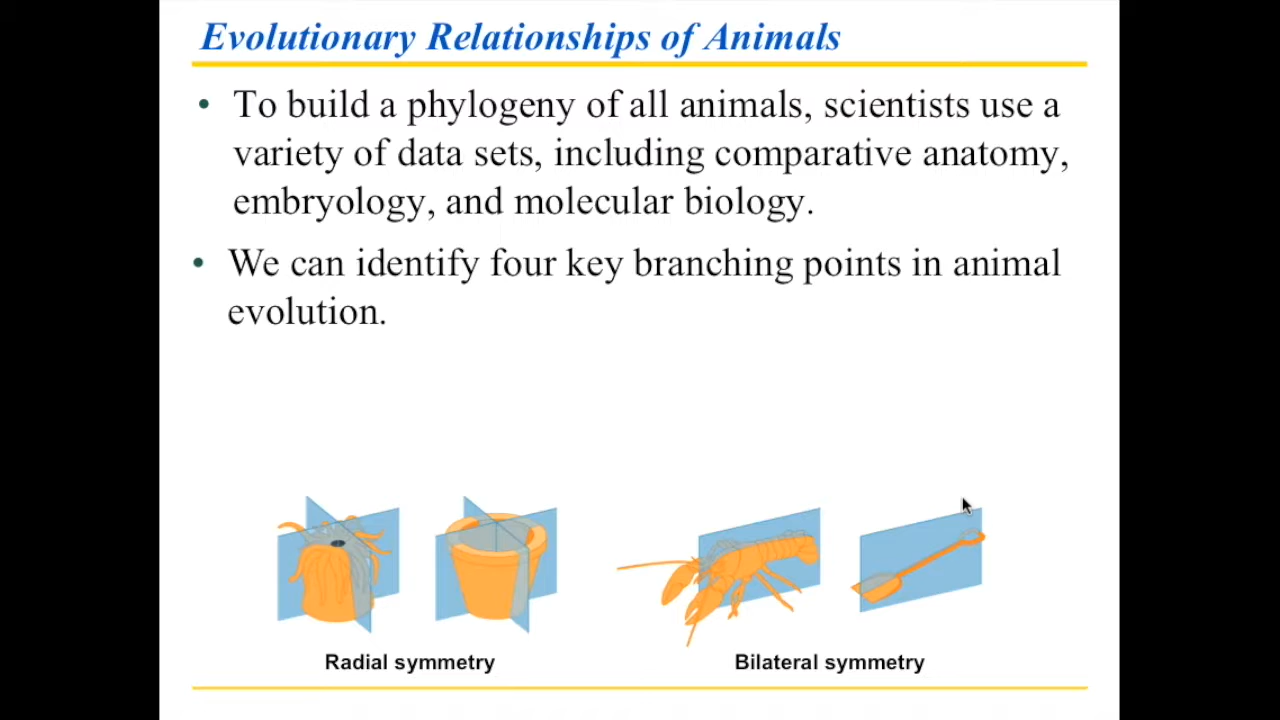 Evolutionary Relationships of Animals
• To build a phylogeny of all animals, scientists use a
variety of data sets, including comparative anatomy,
embryology, and molecular biology.
• We can identify four key branching points in animal
evolution.
Radial symmetry
Bilateral symmetry